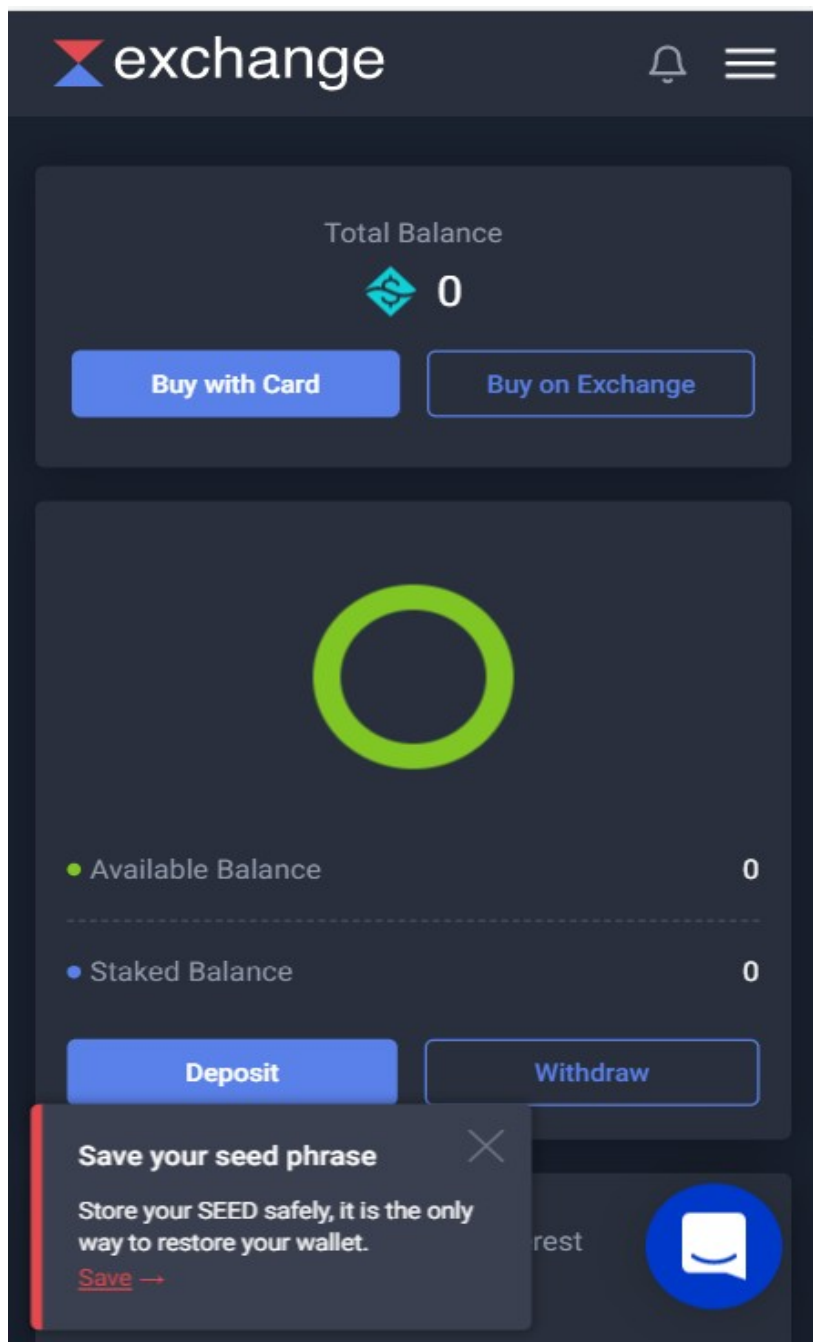 exchange
Total Balance
0
Buy with Card
Buy on Exchange
Available Balance
0
Staked Balance
0
Deposit
Withdraw
Save your seed phrase
Store your SEED safely, it is the only
way to restore your wallet.
Save →